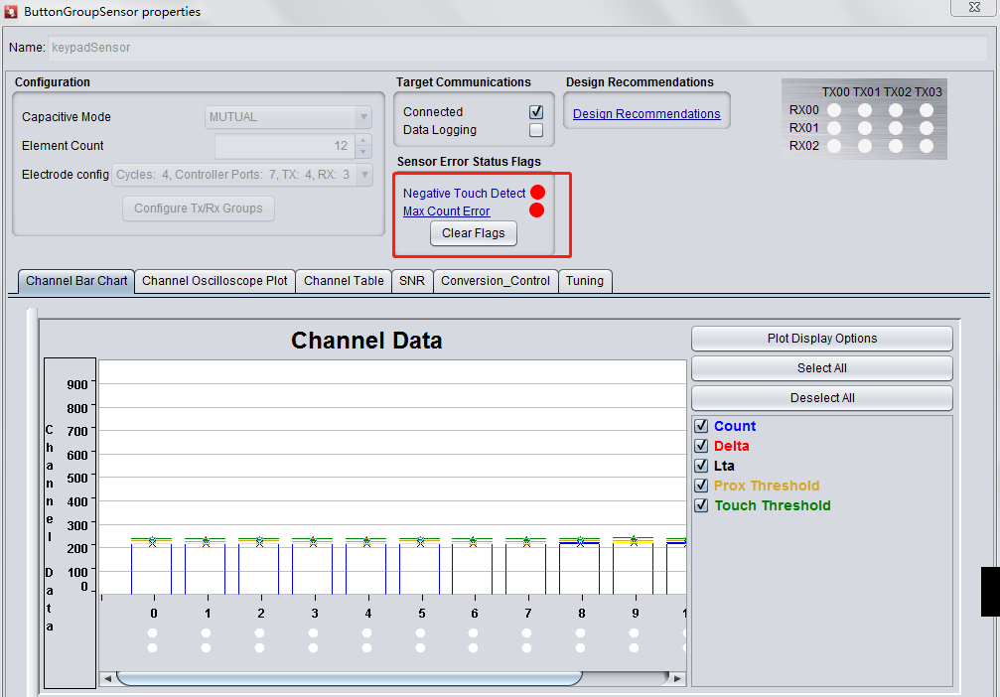 ButtonGroupSensor properties
Name: keypadSensor
Configuration
Capacitive Mode MUTUAL
Element Count 12
Electrode config Cycles: 4, Controller Ports: 7, TX: 4, RX: 3
Configure Tx/Rx Groups
Target Communications
Connected
Data Logging
Sensor Error Status Flags
Negative Touch Detect
Max Count Error
Clear Flags
Design Recommendations
Design Recommendations
TX00 TX01 TX02 TX03
RX00
RX01
RX02
Channel Bar Chart Channel Oscilloscope Plot Channel Table SNR Conversion_Control Tuning
Channel Data
Channel Data
900
800
700
600
500
400
300
200
100
0
0 1 2 3 4 5 6 7 8 9 1
Plot Display Options
Select All
Deselect All
Count
Delta
Lta
Prox Threshold
Touch Threshold